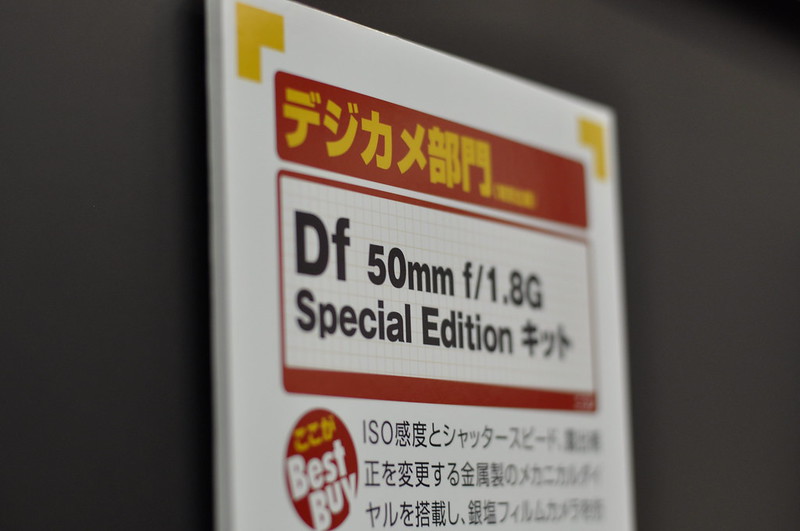 デジカメ部門
Df 50mm f/1.8G
Special Edition キット
ここが
Best
Buy
ISO感度とシャッタースピード、露出補
正を変更する金属製のメカニカルダイ
ヤルを搭載し、銀塩フィルムカメラ